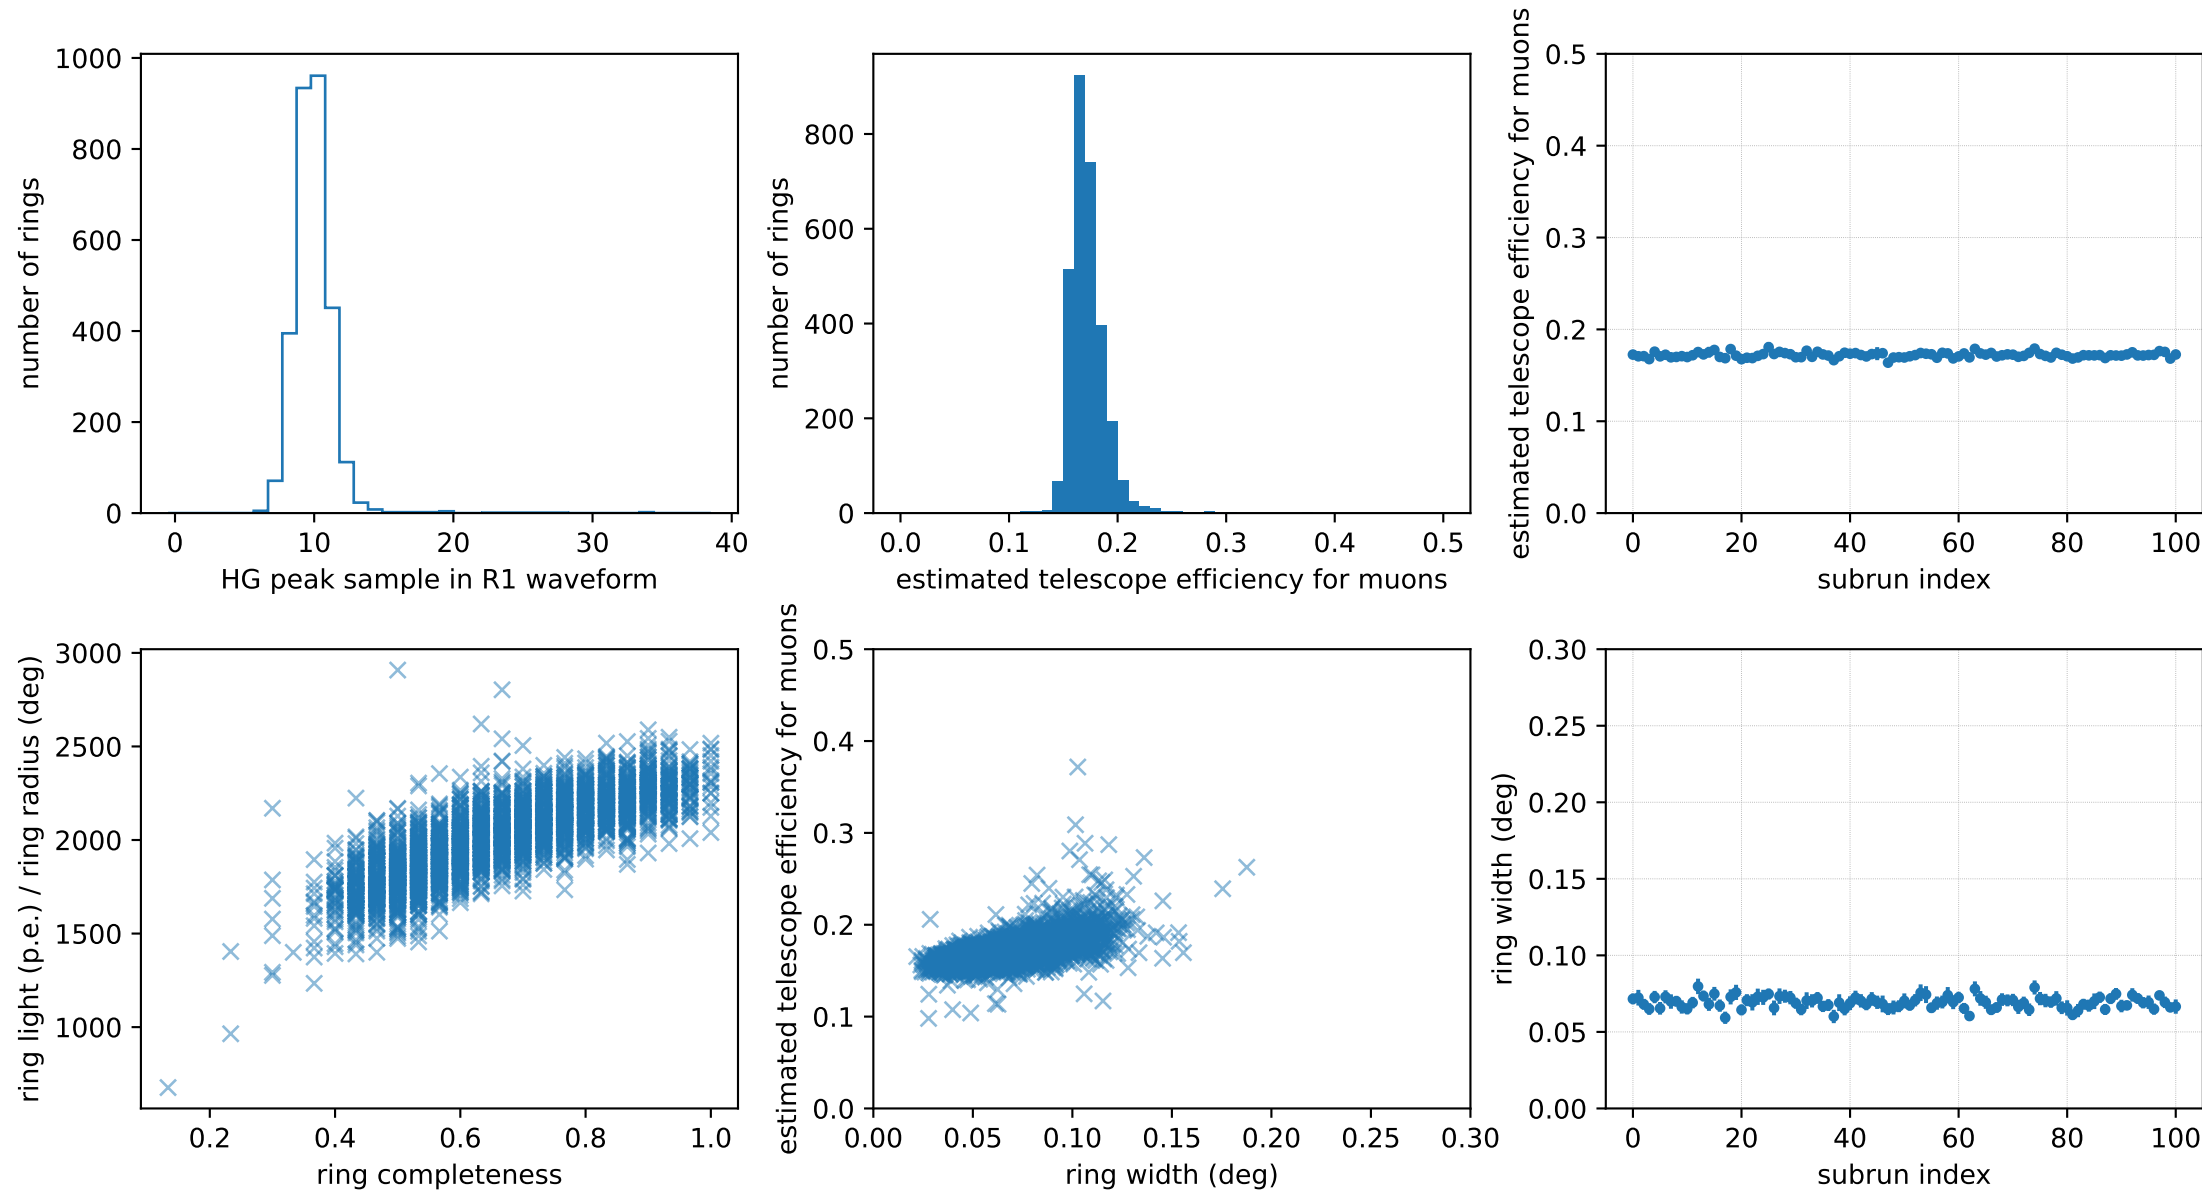 1000
800
600
400
200
0
number of rings
0 10 20 30 40
HG peak sample in R1 waveform
800
600
400
200
0
number of rings
0.0 0.1 0.2 0.3 0.4 0.5
estimated telescope efficiency for muons
0.5
0.4
0.3
0.2
0.1
0.0
estimated telescope efficiency for muons
0 20 40 60 80 100
subrun index
3000
2500
2000
1500
1000
ring light (p.e.) / ring radius (deg)
0.2 0.4 0.6 0.8 1.0
ring completeness
0.5
0.4
0.3
0.2
0.1
0.0
estimated telescope efficiency for muons
0.00 0.05 0.10 0.15 0.20 0.25 0.30
ring width (deg)
0.30
0.25
0.20
0.15
0.10
0.05
0.00
ring width (deg)
0 20 40 60 80 100
subrun index